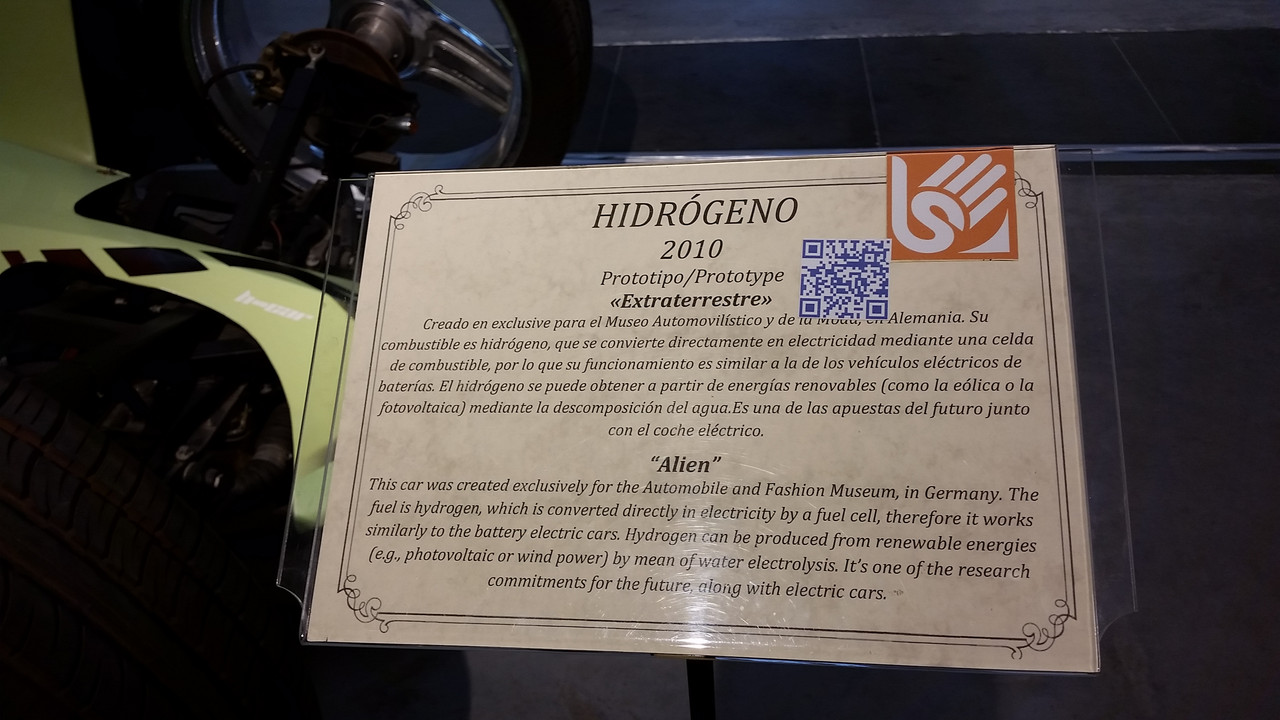 HIDRÓGENO
2010
Prototipo/Prototype
«Extraterrestre»
Creado en exclusive para el Museo Automovilístico y de la Moda, en Alemania. Su
combustible es hidrógeno, que se convierte directamente en electricidad mediante una celda
de combustible, por lo que su funcionamiento es similar a la de los vehículos eléctricos de
baterías. El hidrógeno se puede obtener a partir de energías renovables (como la eólica o la
fotovoltaica) mediante la descomposición del agua.Es una de las apuestas del futuro junto
con el coche eléctrico.
“Alien”
This car was created exclusively for the Automobile and Fashion Museum, in Germany. The
fuel is hydrogen, which is converted directly in electricity by a fuel cell, therefore it works
similarly to the battery electric cars. Hydrogen can be produced from renewable energies
(e.g., photovoltaic or wind power) by mean of water electrolysis. It's one of the research
commitments for the future, along with electric cars.